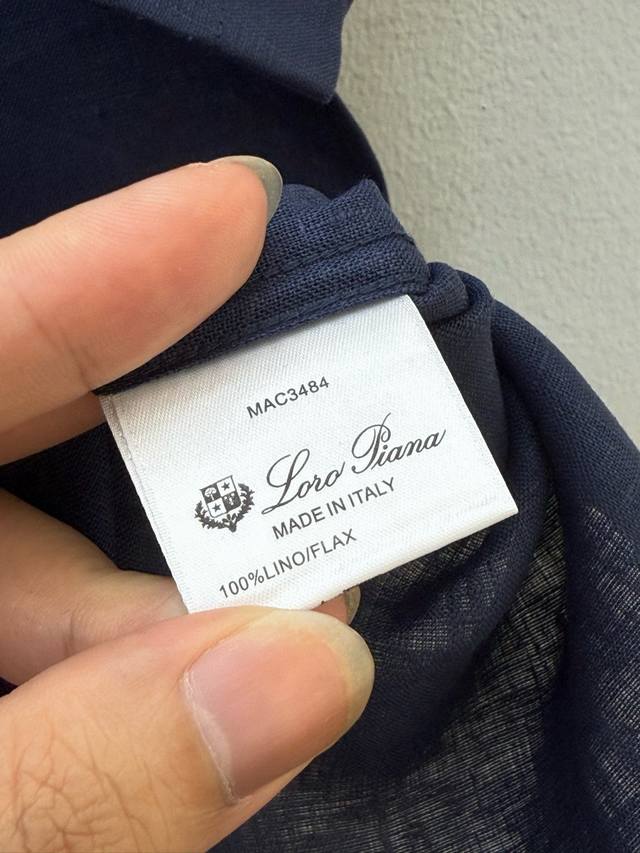 MAC3484
Loro Piana
MADE IN ITALY
100%LINO/FLAX